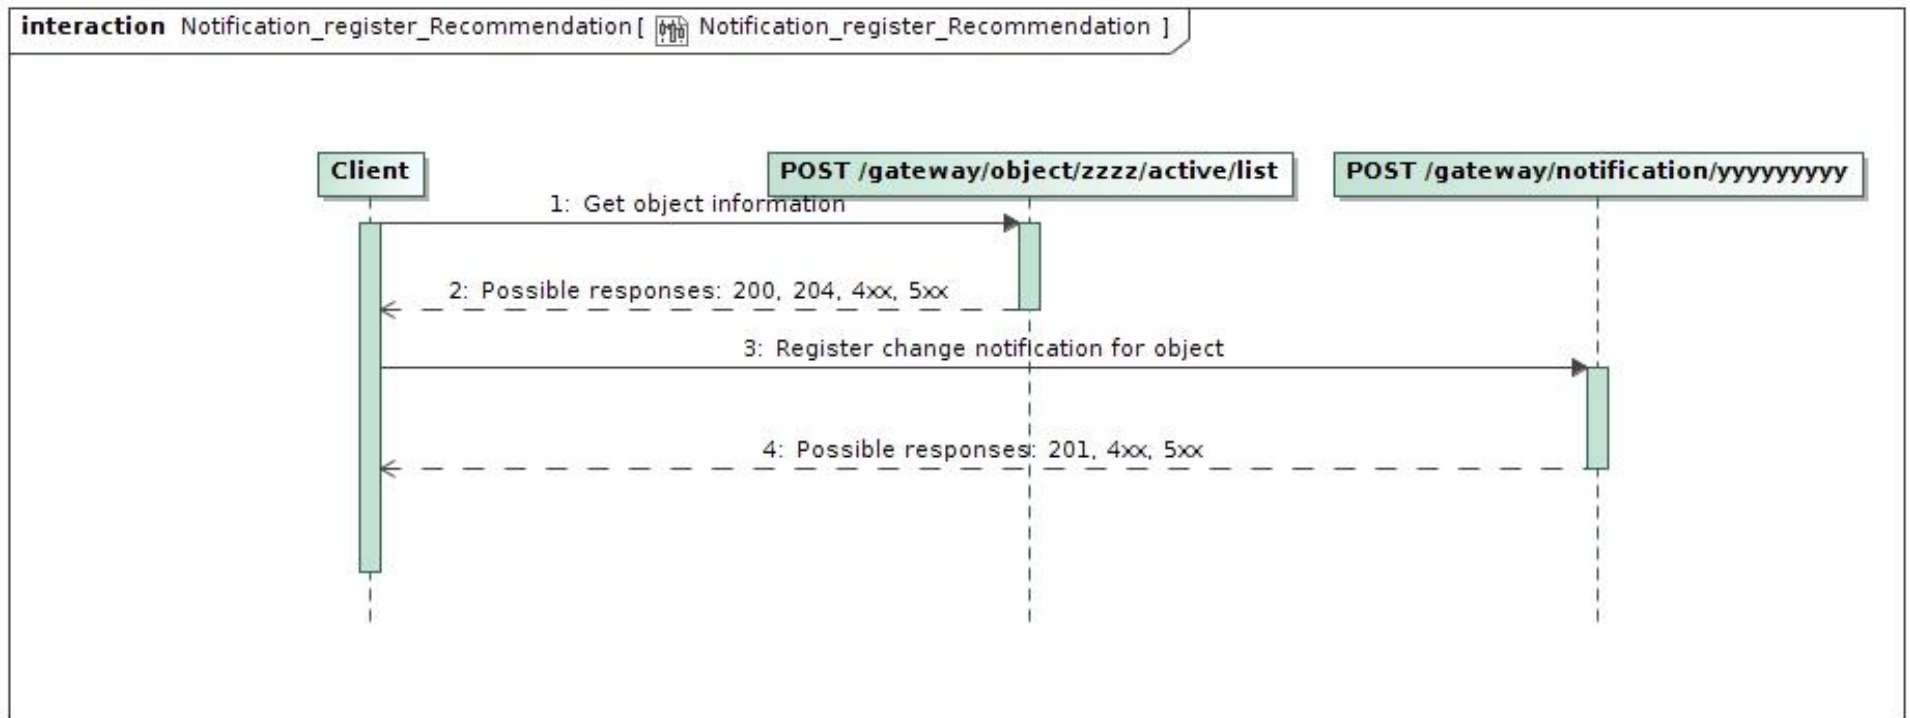 interaction Notification_register_Recommendation [ Notification_register_Recommendation ]
Client
POST /gateway/object/zzzz/active/list
POST /gateway/notification/yyyyyyyyy
1: Get object information
2: Possible responses: 200, 204, 4xx, 5xx
3: Register change notification for object
4: Possible responses: 201, 4xx, 5xx